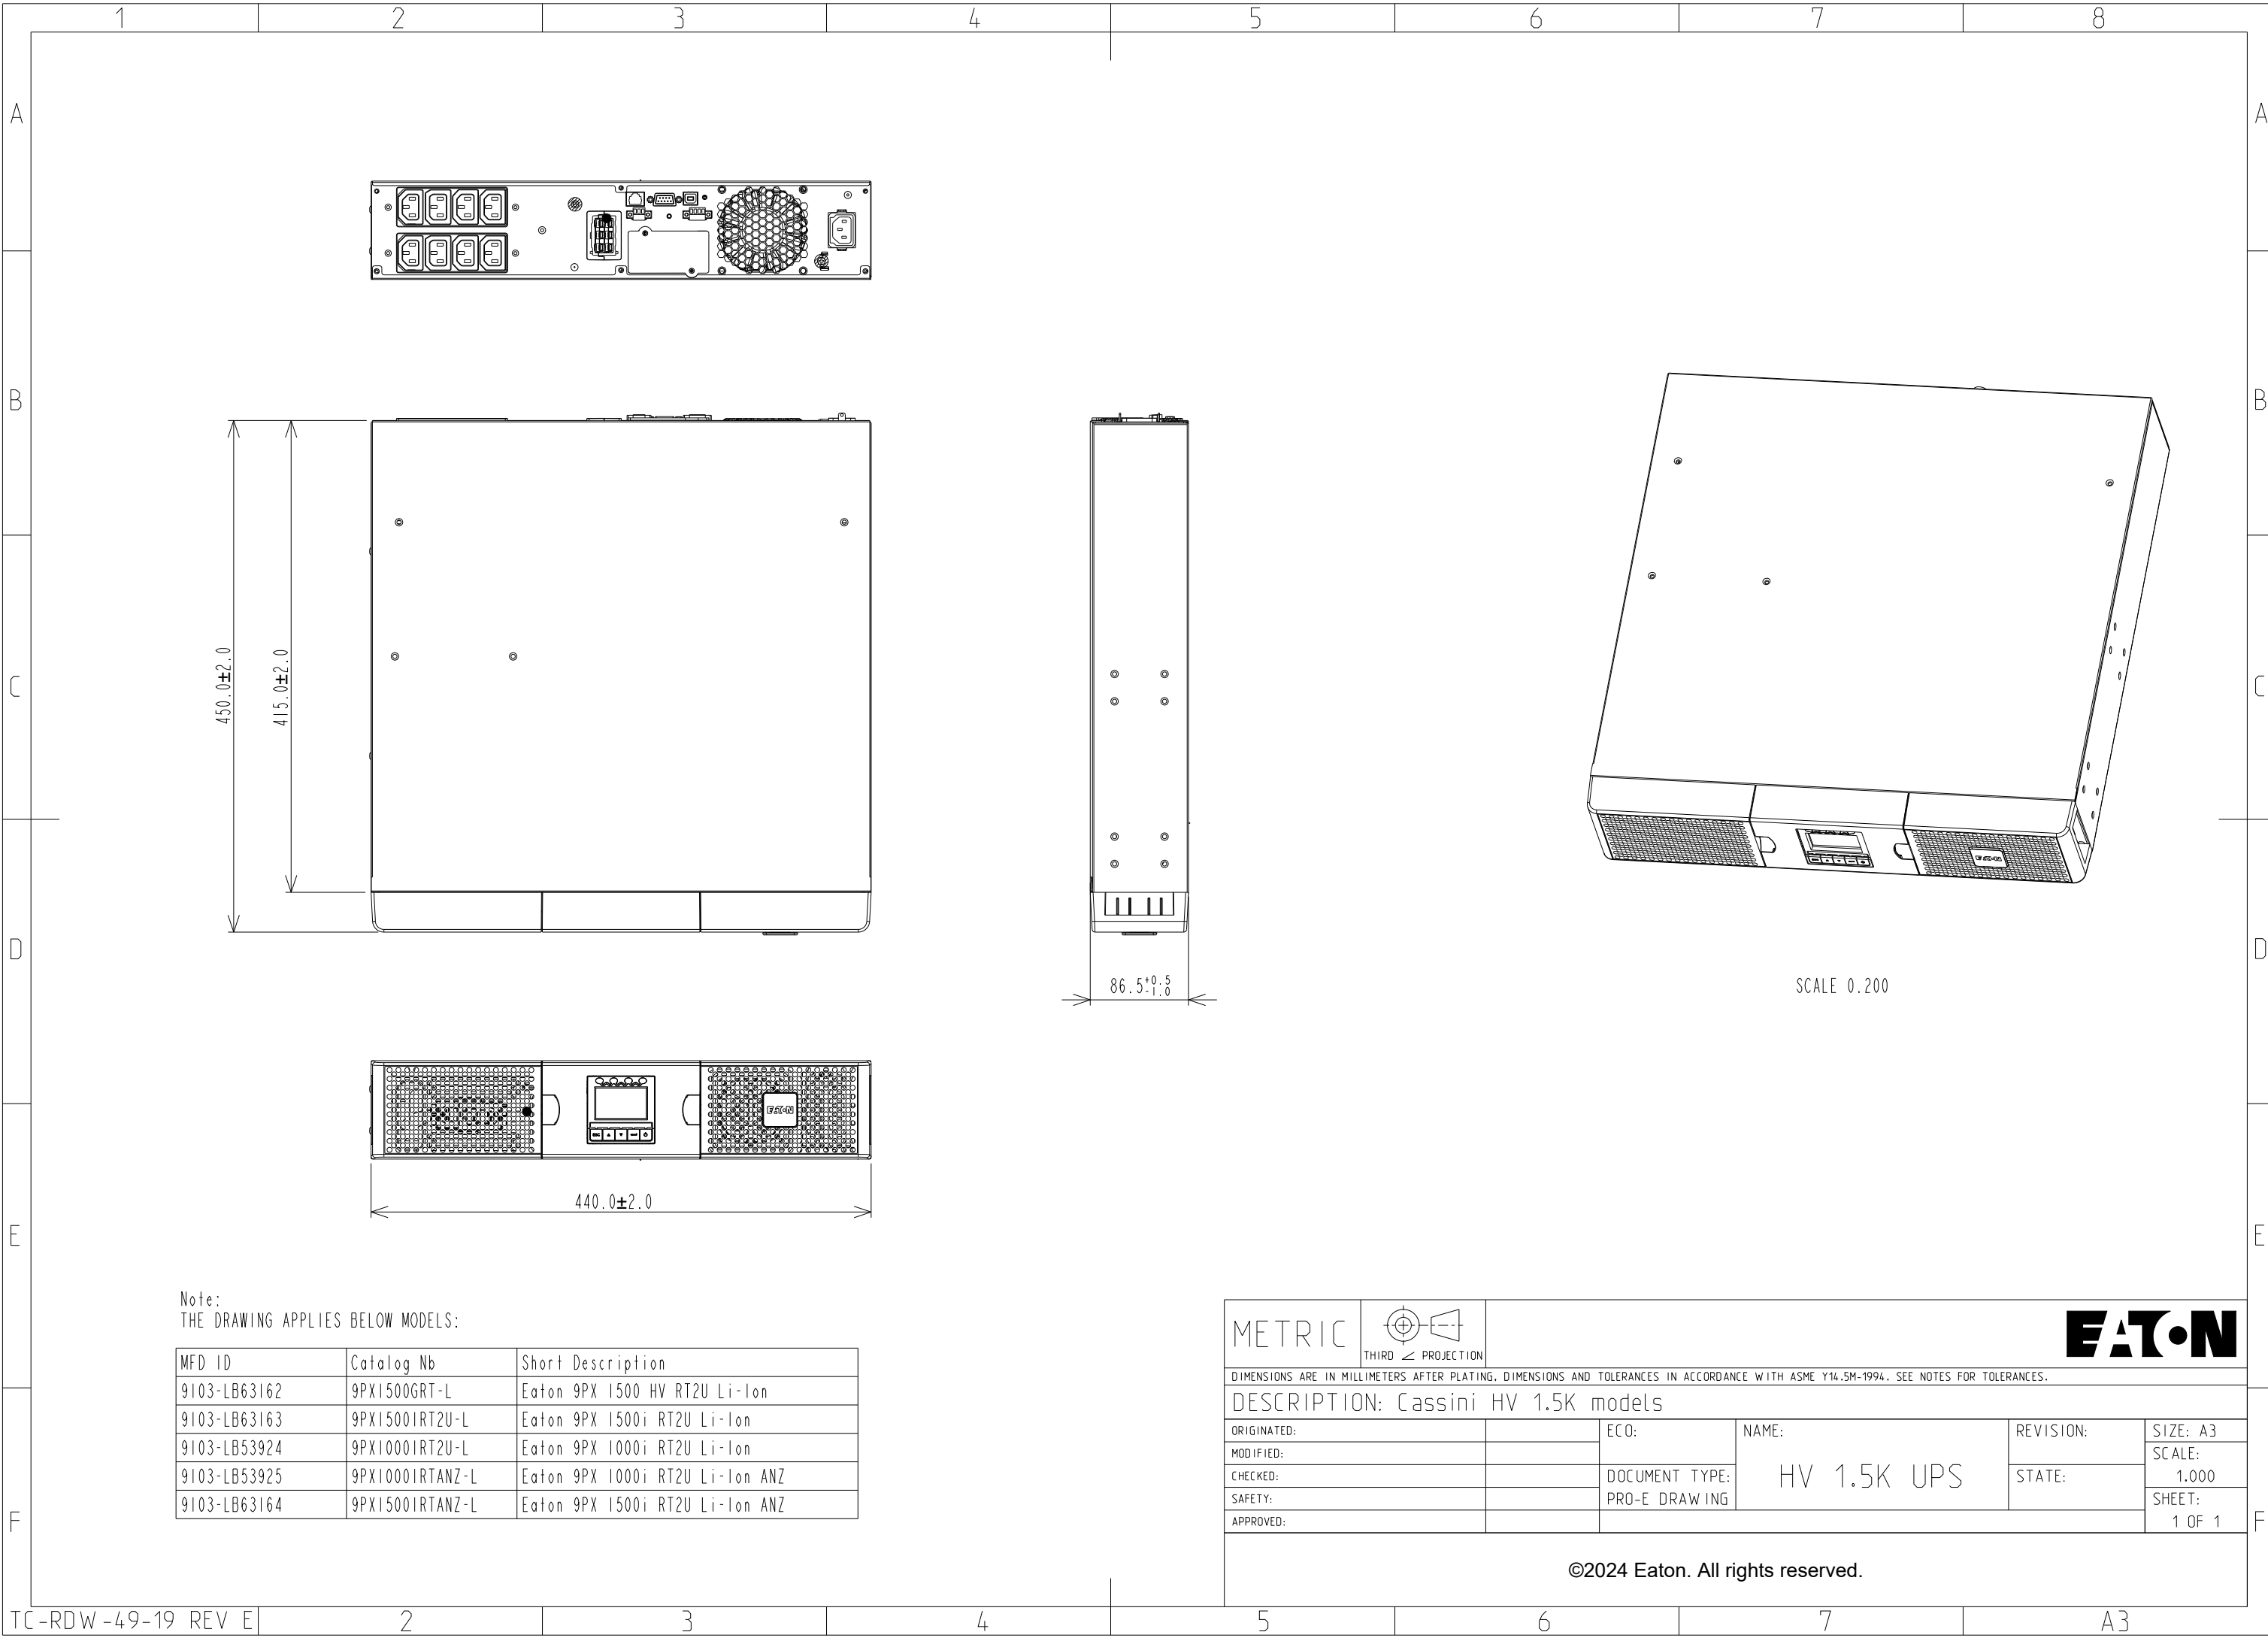 1 2 3 4 5 6 7 8
A A
B B
C C
D D
E E
F F
450.0±2.0
415.0±2.0
86.5+0.5-1.0
SCALE 0.200
EATON
EATON
440.0±2.0
Note:
THE DRAWING APPLIES BELOW MODELS:
MFD ID Catalog Nb Short Description
9103-LB63162 9PX1500GRT-L Eaton 9PX 1500 HV RT2U Li-Ion
9103-LB63163 9PX1500IRT2U-L Eaton 9PX 1500i RT2U Li-Ion
9103-LB53924 9PX1000IRT2U-L Eaton 9PX 1000i RT2U Li-Ion
9103-LB53925 9PX1000IRTANZ-L Eaton 9PX 1000i RT2U Li-Ion ANZ
9103-LB63164 9PX1500IRTANZ-L Eaton 9PX 1500i RT2U Li-Ion ANZ
METRIC
THIRD ∠ PROJECTION
EATON
DIMENSIONS ARE IN MILLIMETERS AFTER PLATING. DIMENSIONS AND TOLERANCES IN ACCORDANCE WITH ASME Y14.5M-1994. SEE NOTES FOR TOLERANCES.
DESCRIPTION: Cassini HV 1.5K models
ORIGINATED:
MODIFIED:
CHECKED:
SAFETY:
APPROVED:
ECO:
DOCUMENT TYPE:
PRO-E DRAWING
NAME:
HV 1.5K UPS
REVISION:
STATE:
SIZE: A3
SCALE:
1.000
SHEET:
1 OF 1
©2024 Eaton. All rights reserved.
TC-RDW-49-19 REV E 2 3 4 5 6 7 A3